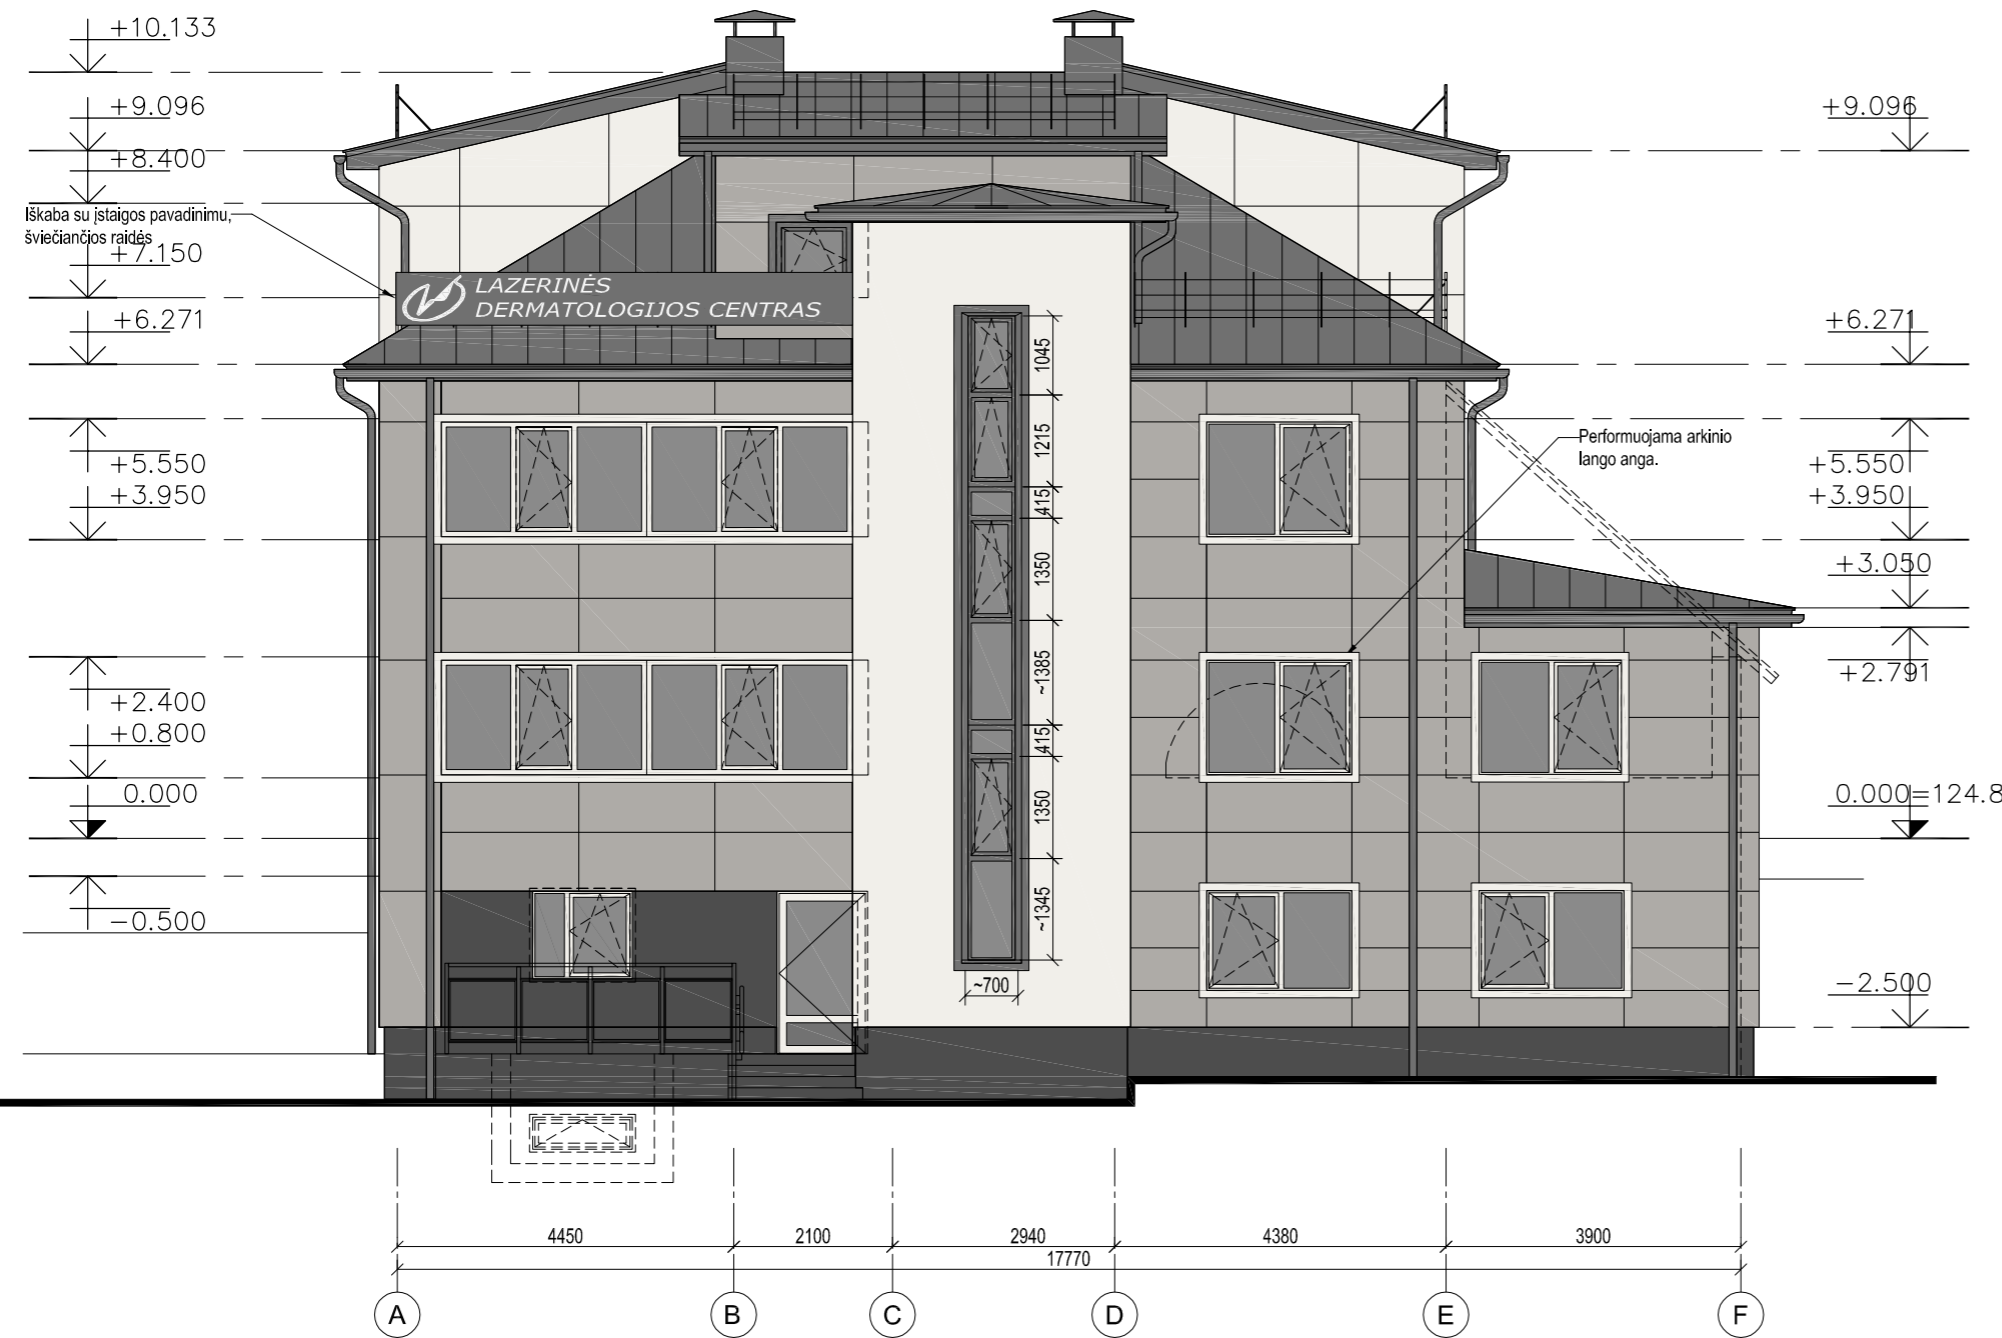 +10.133
+9.096
+8.400
Iškaba su įstaigos pavadinimu,
šviečiančios raidės
+7.150
+6.271
+5.550
+3.950
+2.400
+0.800
0.000
-0.500
LAZERINĖS
DERMATOLOGIJOS CENTRAS
1045
1215
415
1350
~1385
415
1350
~1345
~700
Performuojama arkinio
lango anga.
+9.096
+6.271
+5.550
+3.950
+3.050
+2.791
0.000=124.8
-2.500
4450
2100
2940
4380
3900
17770
A
B
C
D
E
F